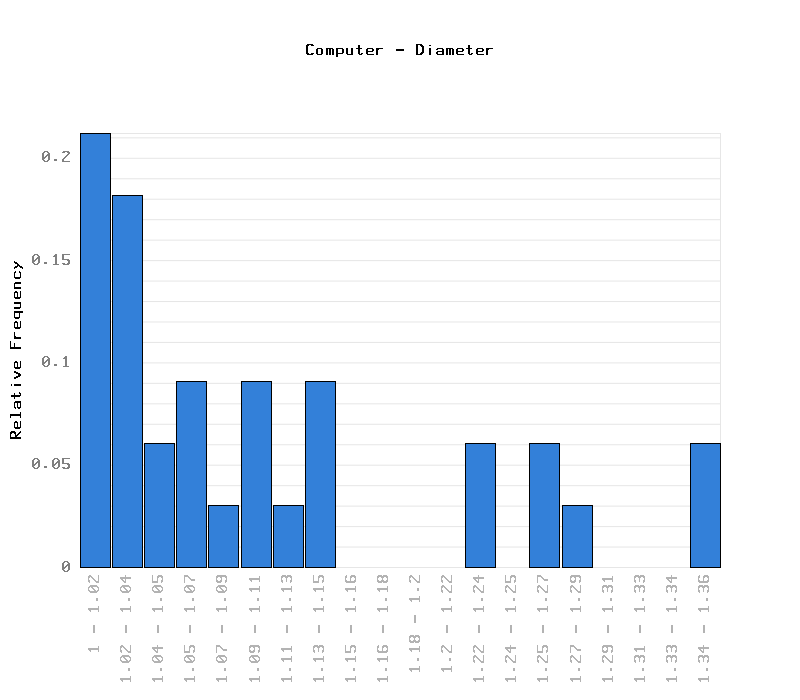 Computer - Diameter
Relative Frequency
0.2
0.15
0.1
0.05
0
1 - 1.02
1.02 - 1.04
1.04 - 1.05
1.05 - 1.07
1.07 - 1.09
1.09 - 1.11
1.11 - 1.13
1.13 - 1.15
1.15 - 1.16
1.16 - 1.18
1.18 - 1.2
1.2 - 1.22
1.22 - 1.24
1.24 - 1.25
1.25 - 1.27
1.27 - 1.29
1.29 - 1.31
1.31 - 1.33
1.33 - 1.34
1.34 - 1.36